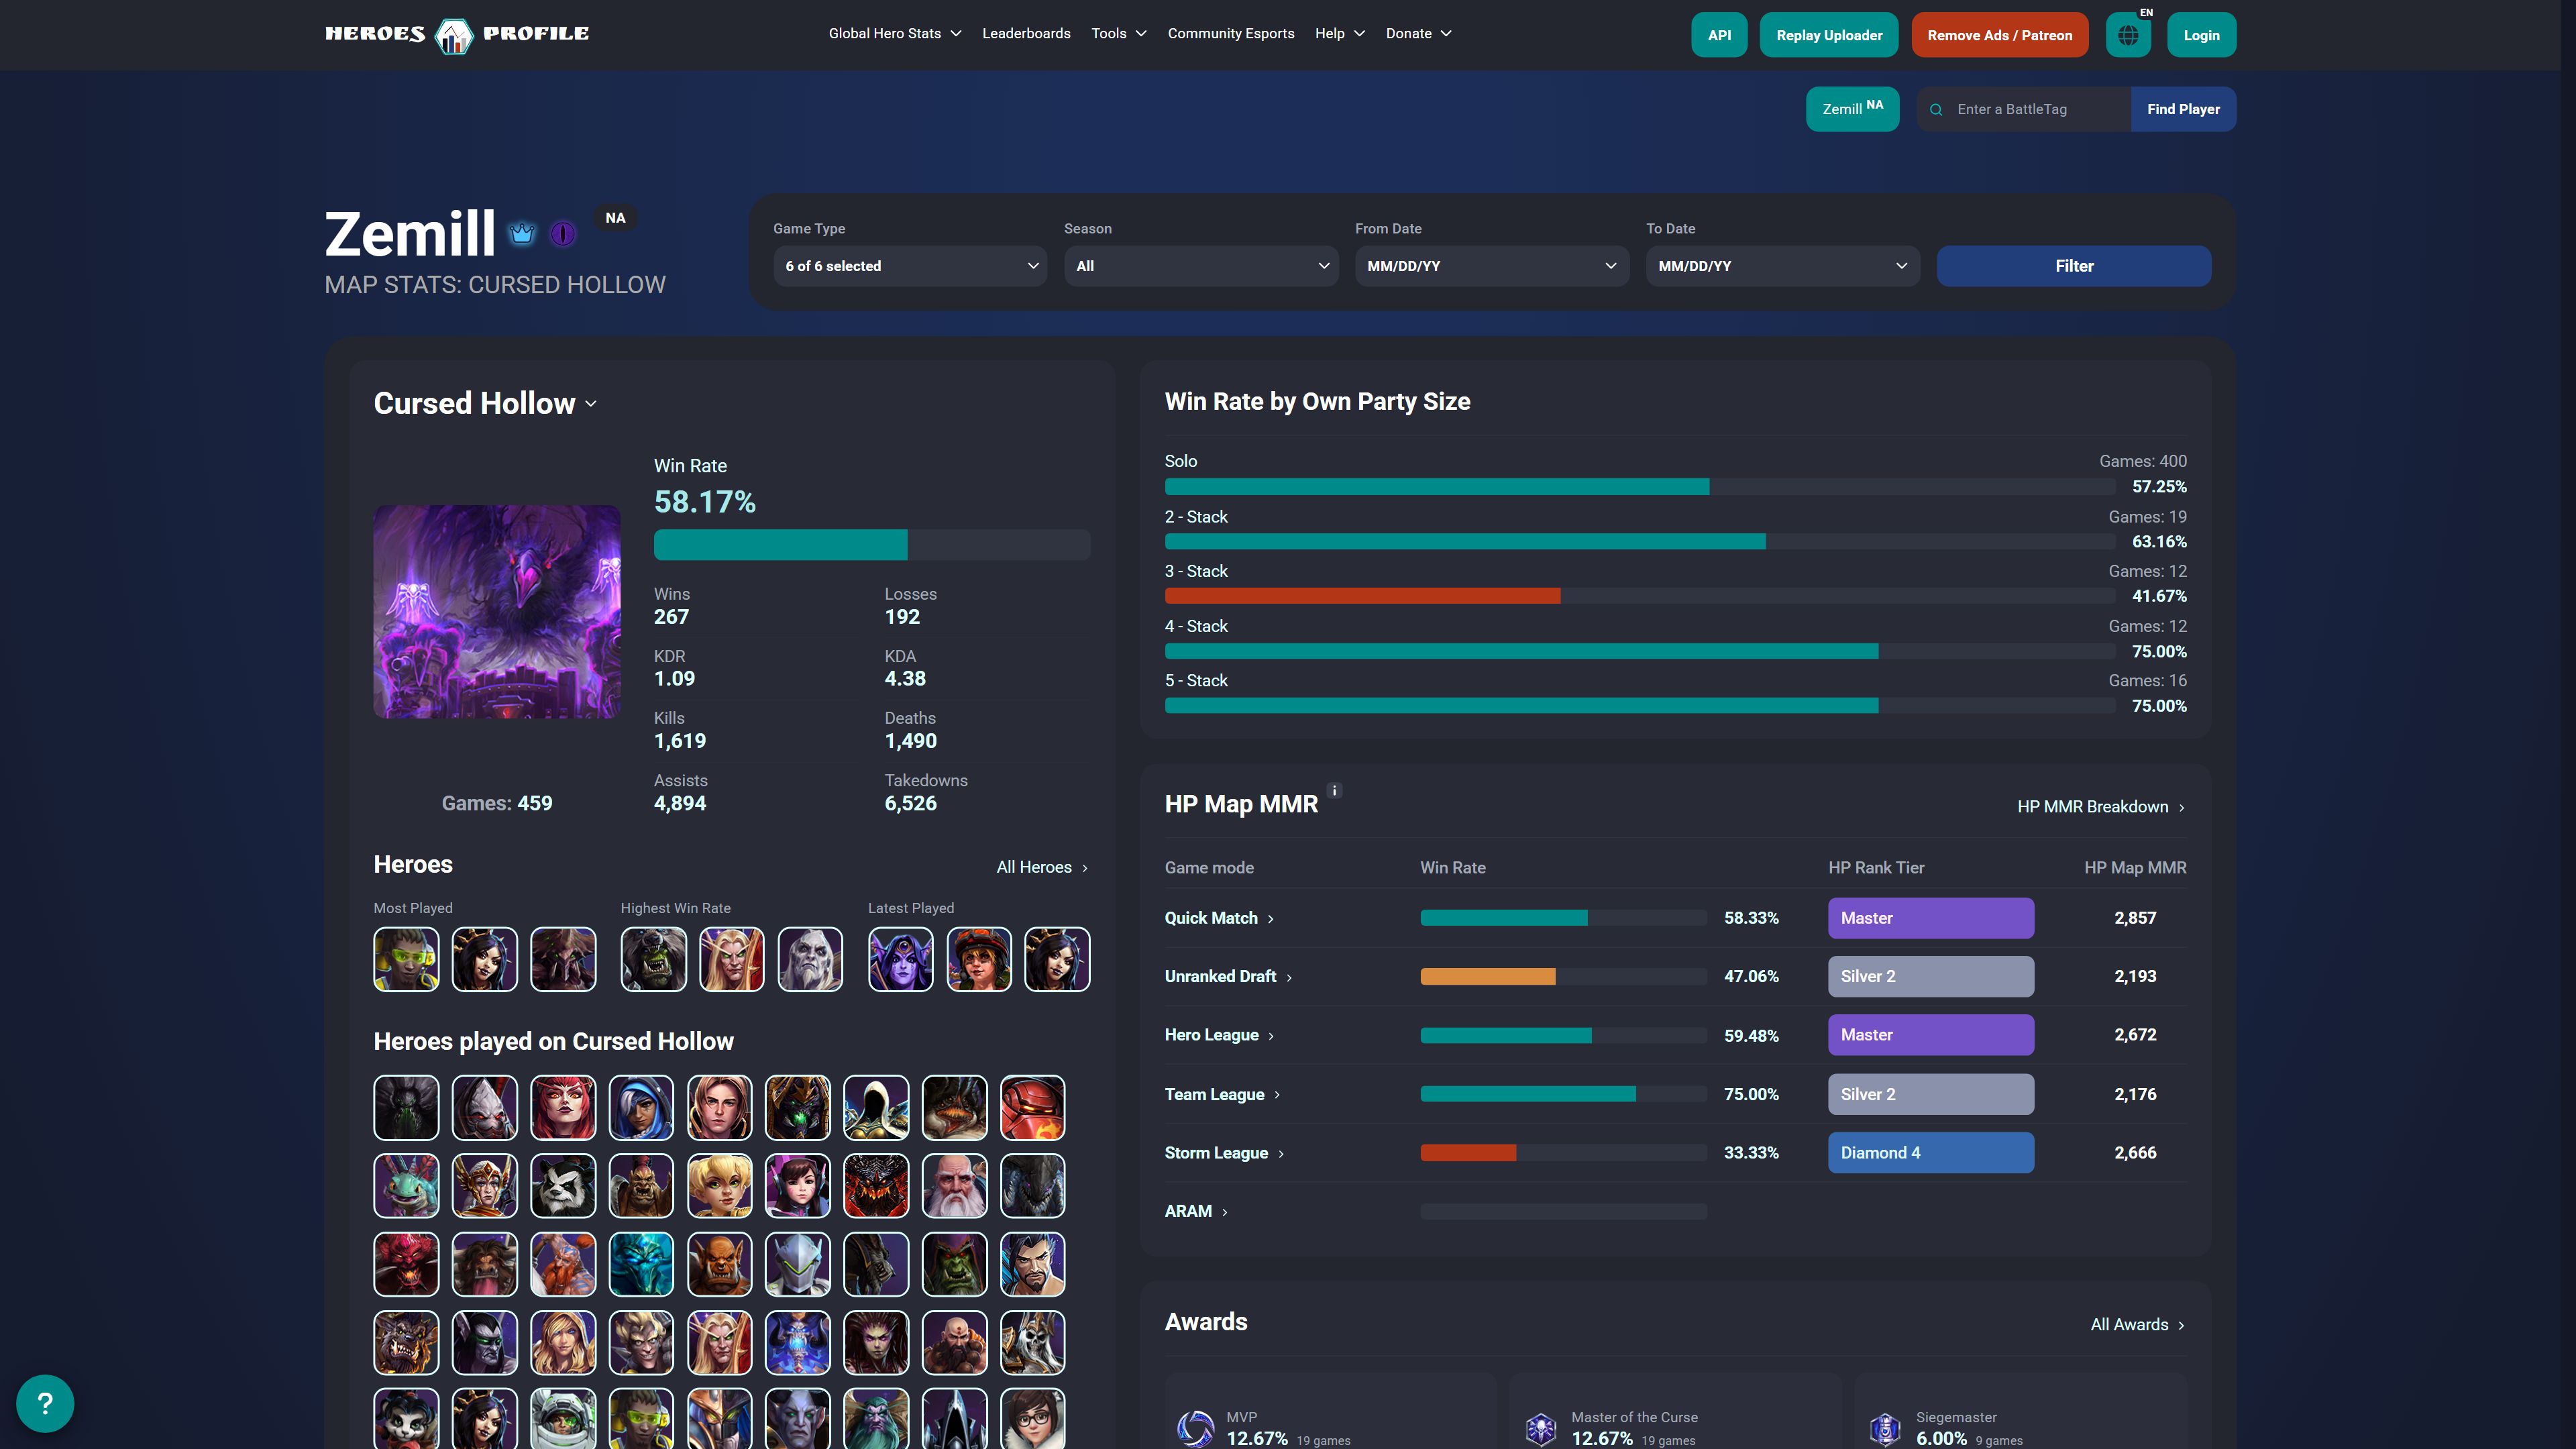 HEROES PROFILE
Global Hero Stats
Leaderboards
Tools
Community Esports
Help
Donate
API
Replay Uploader
Remove Ads / Patreon
EN
Login
Zemill NA
Enter a BattleTag
Find Player
Zemill
NA
MAP STATS: CURSED HOLLOW
Game Type
6 of 6 selected
Season
All
From Date
MM/DD/YY
To Date
MM/DD/YY
Filter
Cursed Hollow
Win Rate
58.17%
Wins
267
Losses
192
KDR
1.09
KDA
4.38
Kills
1,619
Deaths
1,490
Assists
4,894
Takedowns
6,526
Games: 459
Heroes
All Heroes
Most Played
Highest Win Rate
Latest Played
Heroes played on Cursed Hollow
Win Rate by Own Party Size
Solo
Games: 400
57.25%
2 - Stack
Games: 19
63.16%
3 - Stack
Games: 12
41.67%
4 - Stack
Games: 12
75.00%
5 - Stack
Games: 16
75.00%
HP Map MMR
i
HP MMR Breakdown
Game mode
Win Rate
HP Rank Tier
HP Map MMR
Quick Match
58.33%
Master
2,857
Unranked Draft
47.06%
Silver 2
2,193
Hero League
59.48%
Master
2,672
Team League
75.00%
Silver 2
2,176
Storm League
33.33%
Diamond 4
2,666
ARAM
Awards
All Awards
MVP
12.67% 19 games
Master of the Curse
12.67% 19 games
Siegemaster
6.00% 9 games
?